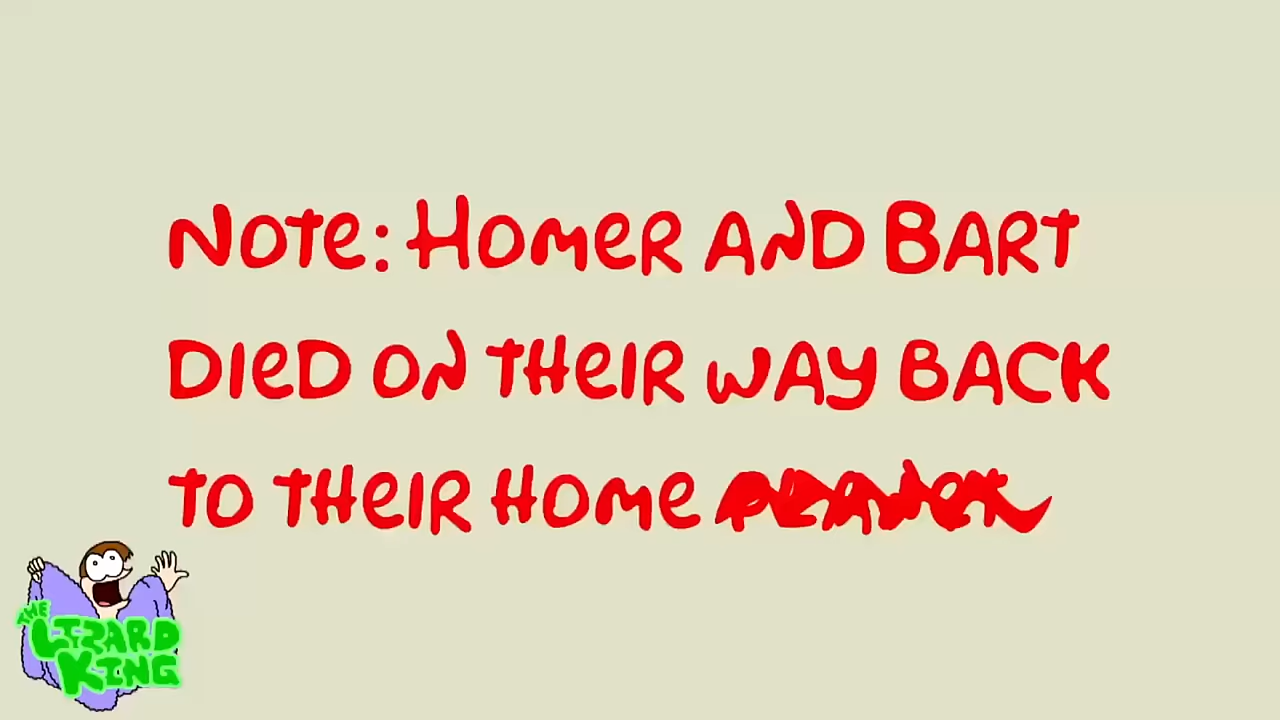 Note: Homer and Bart
died on their way back
to their home
The
Lizard
King